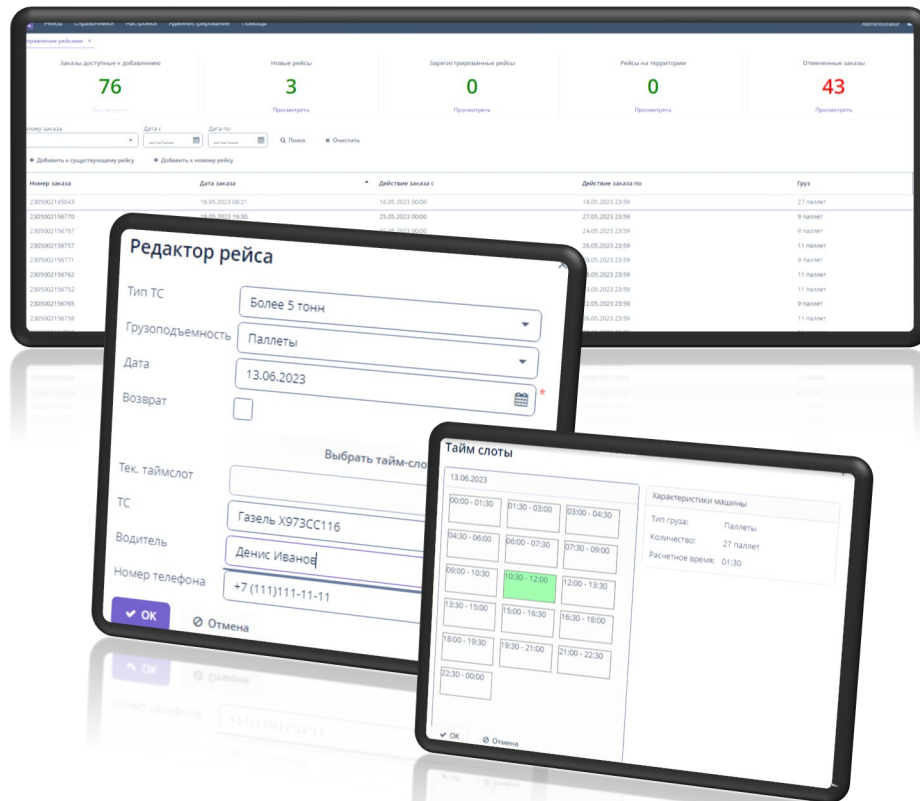 Рейсы Справочники Настройки Администрирование Помощь Administrator
Заказы доступные к добавлению Новые рейсы Зарегистрированные рейсы Рейсы на территории Отмененные заказы
76 3 0 0 43
Просмотреть Просмотреть Просмотреть Просмотреть
Дата с Дата по
Поиск Очистить
Добавить к существующему рейсу Добавить к новому рейсу
Номер заказа Дата заказа Действие заказа с Действие заказа по Груз
2305002145043 16.05.2023 08:21 16.05.2023 00:00 18.05.2023 23:59 27 паллет
2305002156770 18.05.2023 16:30 25.05.2023 00:00 27.05.2023 23:59 9 паллет
2305002156767 24.05.2023 23:59 9 паллет
2305002156757 26.05.2023 23:59 11 паллет
2305002156771 9 паллет
2305002156762 11 паллет
2305002156752 11 паллет
2305002156765 9 паллет
2305002156758 11 паллет
Редактор рейса
Тип ТС Более 5 тонн
Грузоподъемность Паллеты
Дата 13.06.2023 *
Возврат
Выбрать тайм-сло
Тек. таймслот
ТС Газель Х973СС116
Водитель Денис Иванов
Номер телефона +7 (111)111-11-11
ОК Отмена
Тайм слоты
13.06.2023
00:00 - 01:30 01:30 - 03:00 03:00 - 04:30
04:30 - 06:00 06:00 - 07:30 07:30 - 09:00
09:00 - 10:30 10:30 - 12:00 12:00 - 13:30
13:30 - 15:00 15:00 - 16:30 16:30 - 18:00
18:00 - 19:30 19:30 - 21:00 21:00 - 22:30
22:30 - 00:00
Характеристики машины
Тип груза: Паллеты
Количество: 27 паллет
Расчетное время: 01:30
ОК Отмена